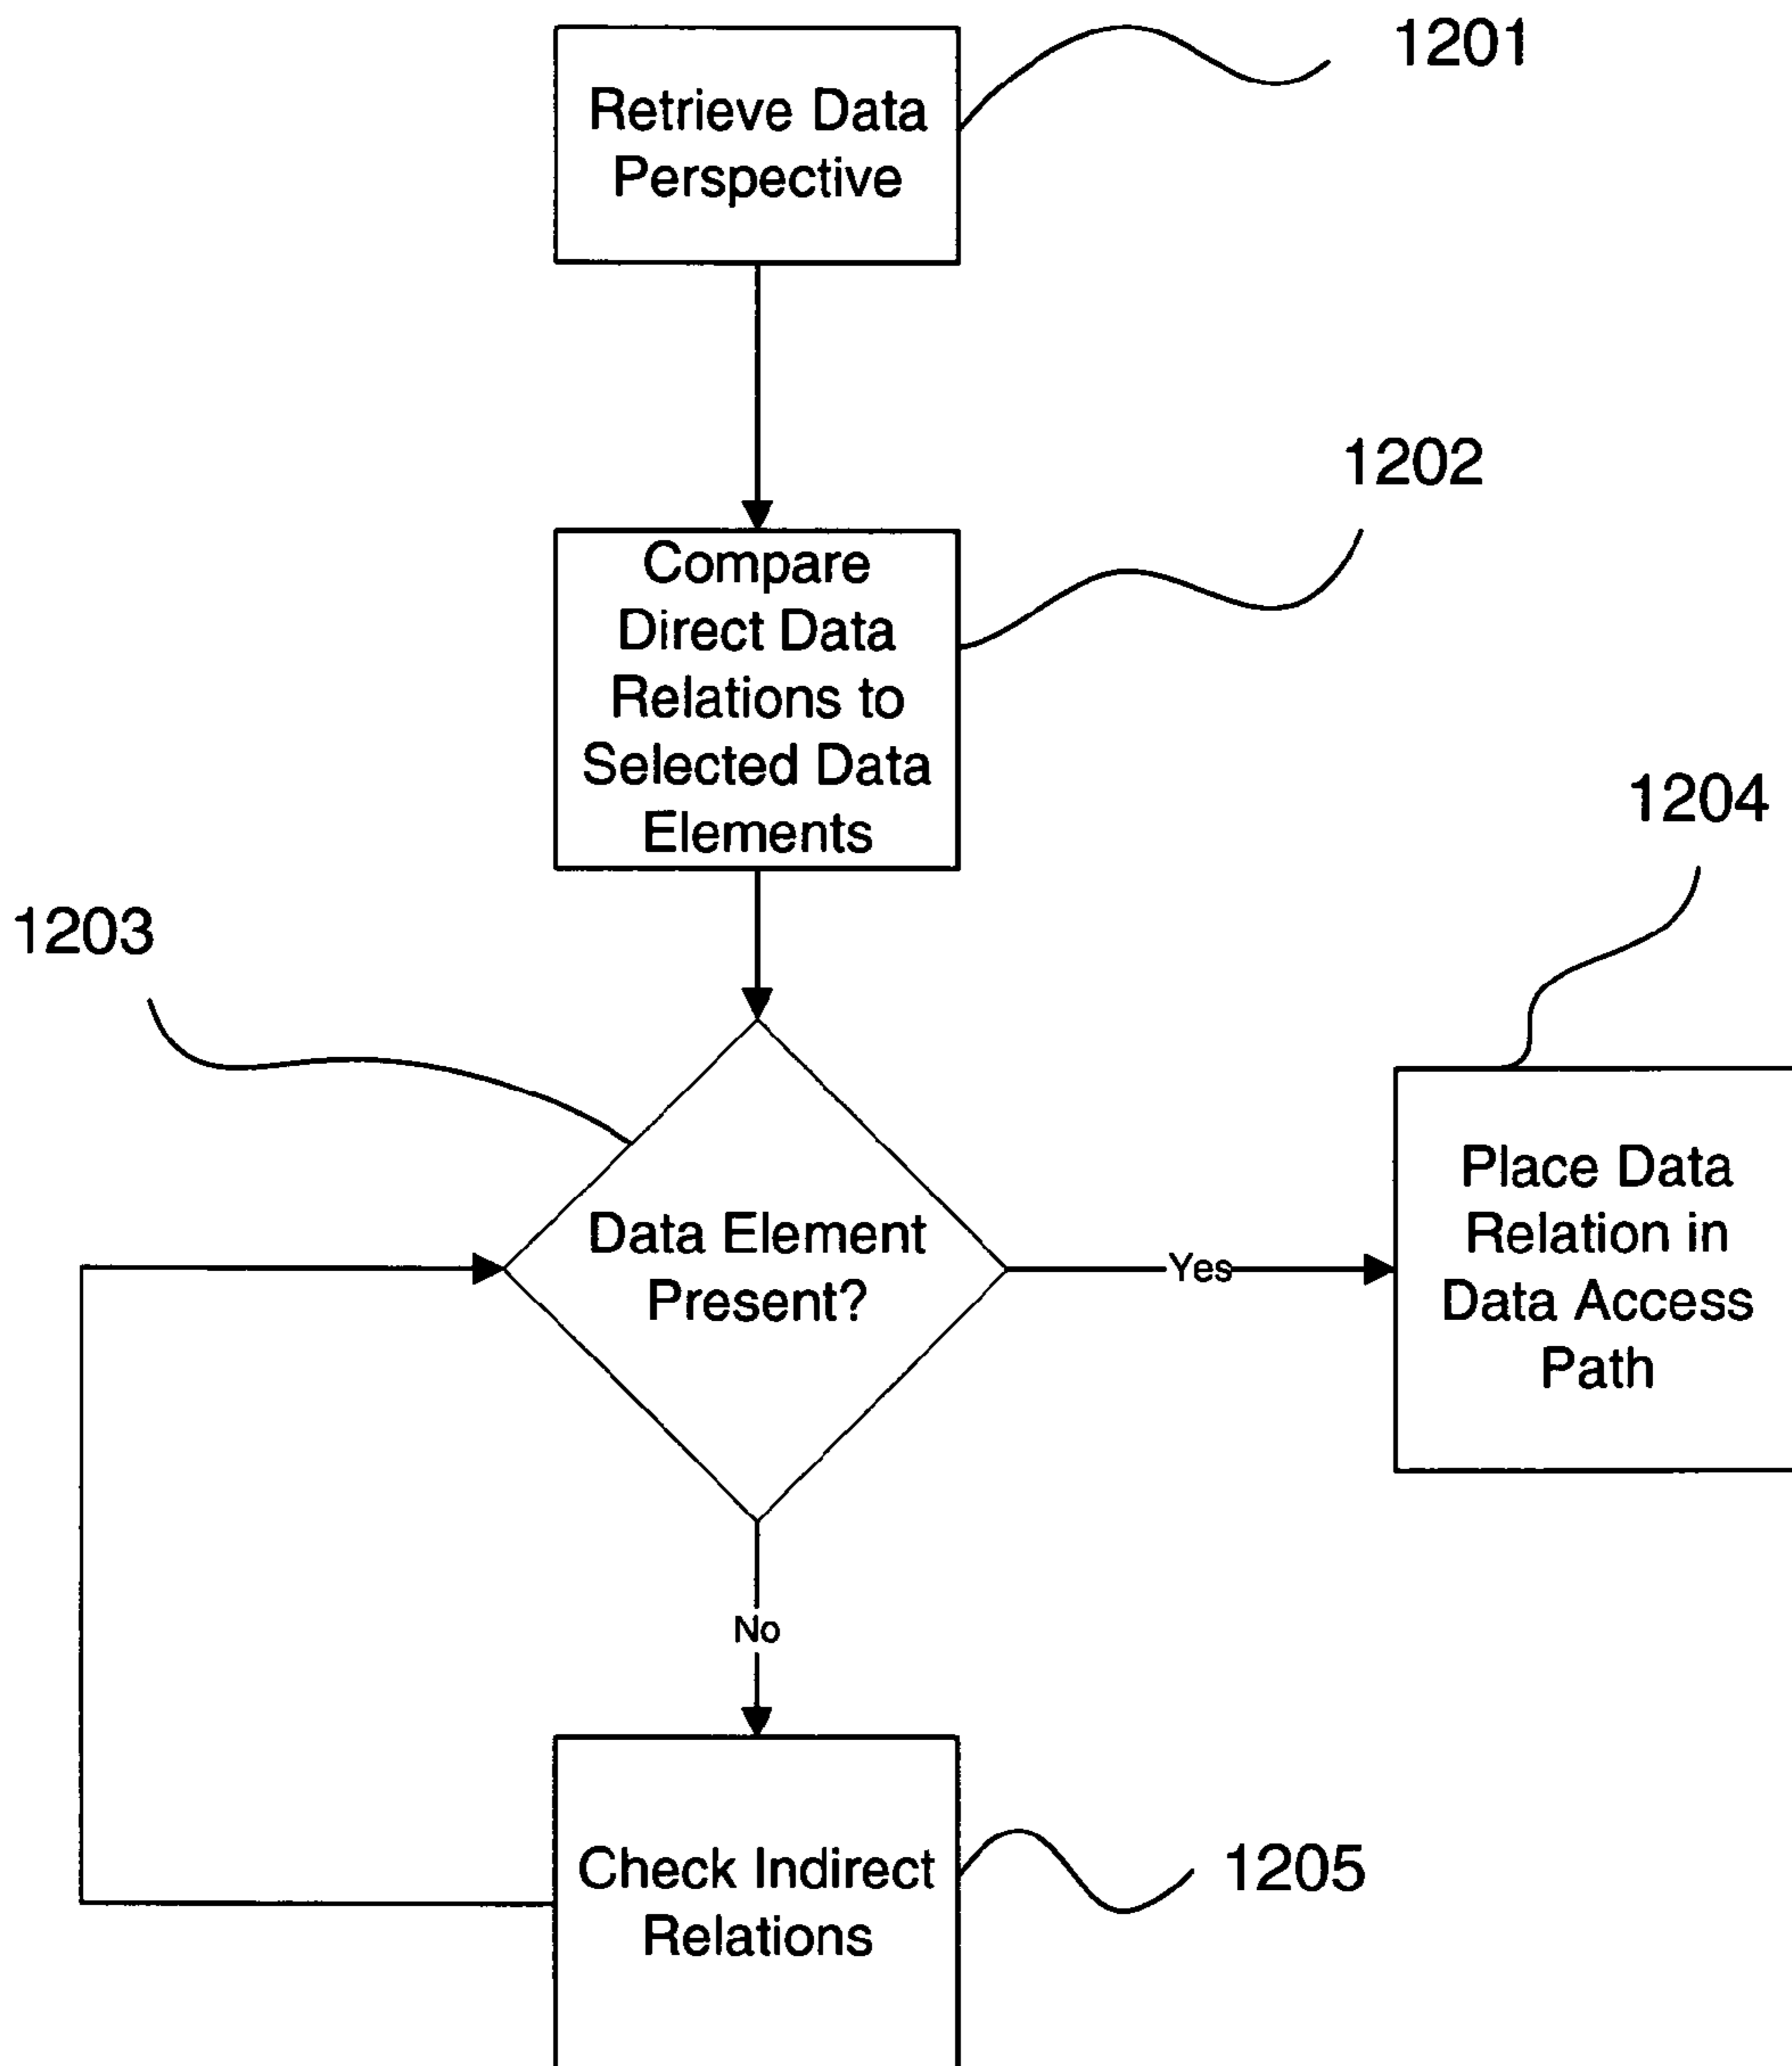 1201
Retrieve Data
Perspective
1202
Compare
Direct Data
Relations to
Selected Data
Elements
1204
1203
Place Data
Relation in
Data Access
Path
Data Element
Present?
Yes
No
Check Indirect
Relations
1205